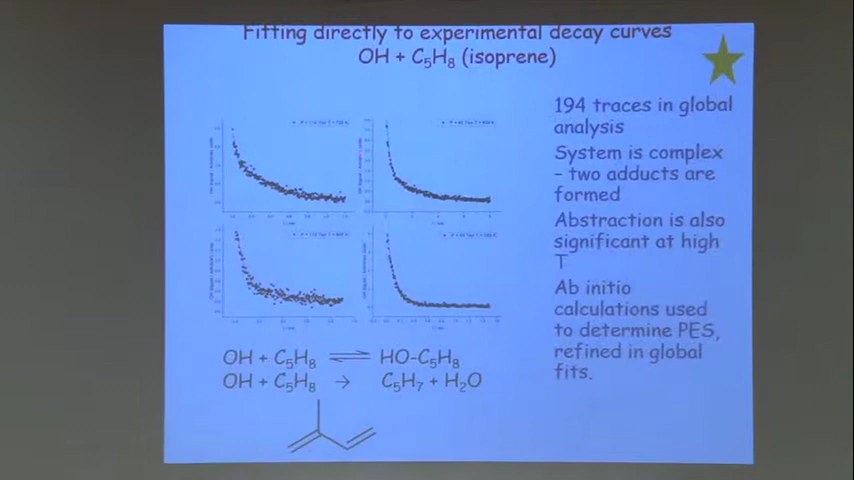 Fitting directly to experimental decay curves
OH + C₅H₈ (isoprene)
194 traces in global
analysis
System is complex
– two adducts are
formed
Abstraction is also
significant at high
T
Ab initio
calculations used
to determine PES,
refined in global
fits.
OH + C₅H₈ ⇌ HO-C₅H₈
OH + C₅H₈ → C₅H₇ + H₂O